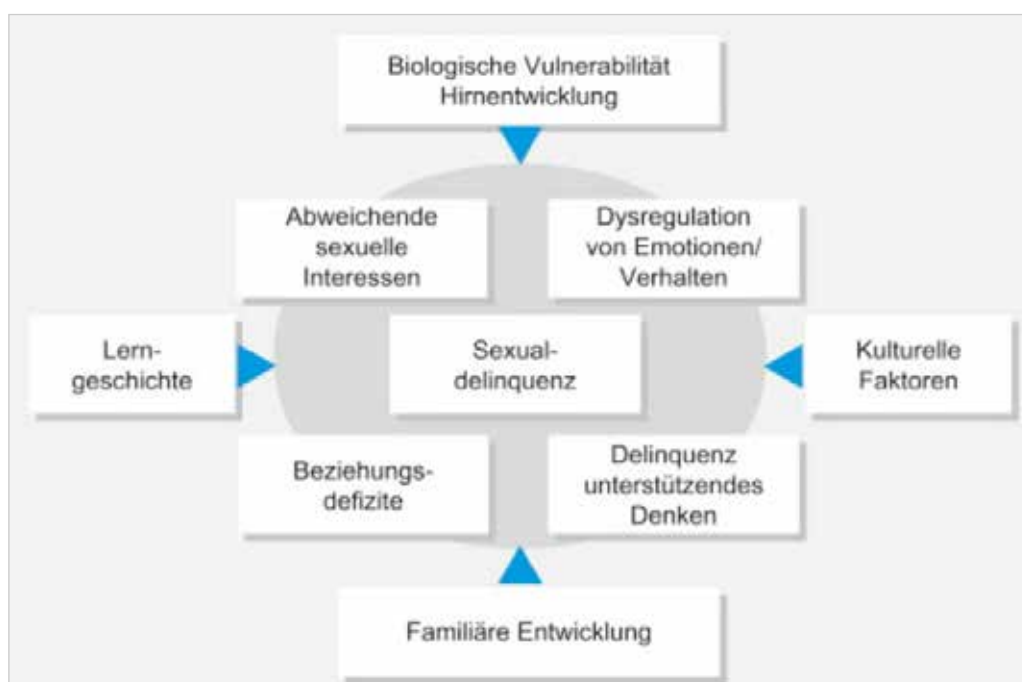 Biologische Vulnerabilität
Hirnentwicklung
Abweichende
sexuelle
Interessen
Dysregulation
von Emotionen/
Verhalten
Lern-
geschichte
Sexual-
delinquenz
Kulturelle
Faktoren
Beziehungs-
defizite
Delinquenz
unterstützendes
Denken
Familiäre Entwicklung